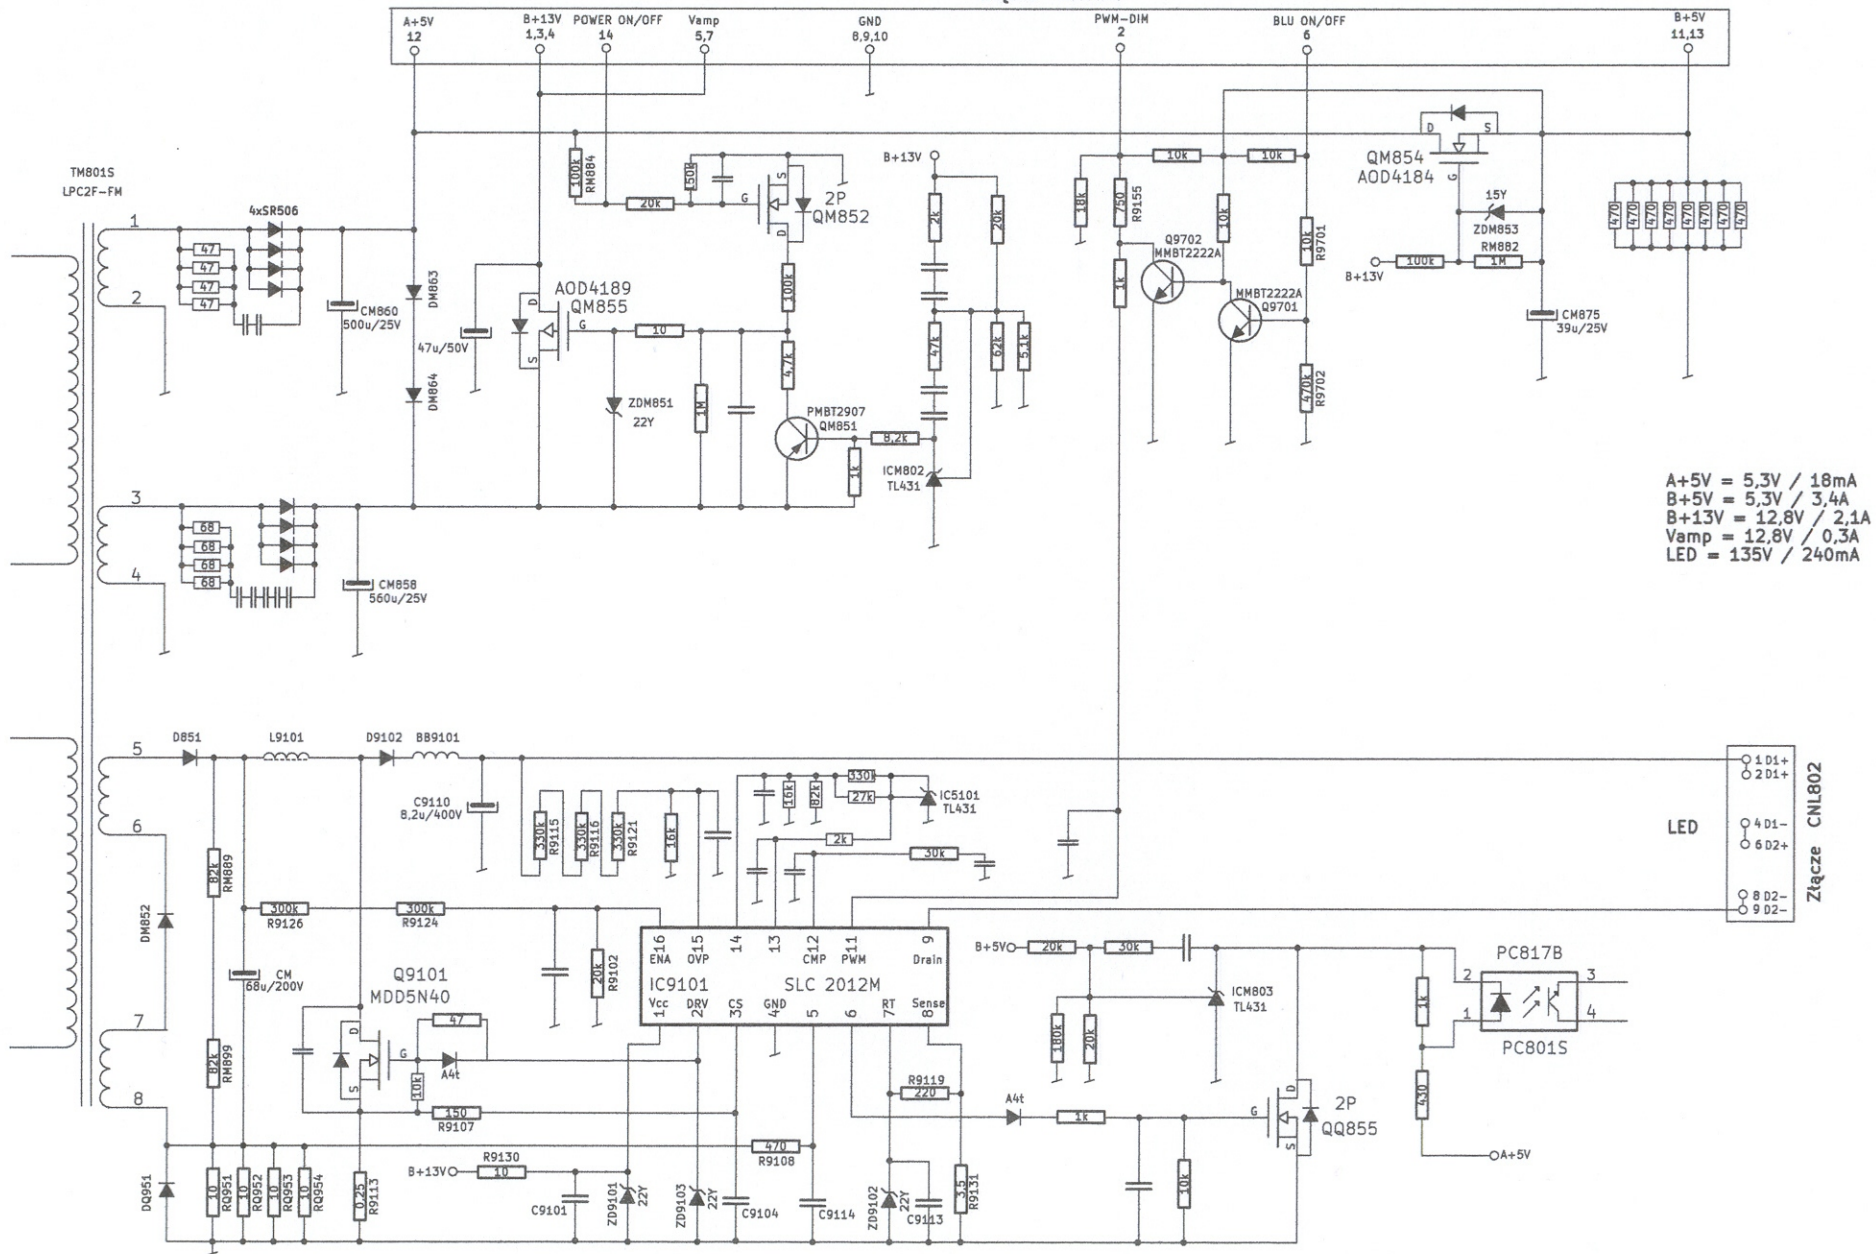 A+5V
12
B+13V
1,3,4
POWER ON/OFF
14
Vamp
5,7
GND
8,9,10
PWM-DIM
2
BLU ON/OFF
6
B+5V
11,13
TM801S
LPC2F-FM
1
2
3
4
5
6
7
8
4xSR506
47
47
47
47
CM860
500u/25V
DM863
DM864
68
68
68
68
CM858
560u/25V
100k
RM884
20k
150k
G
S
D
2P
QM852
100k
AOD4189
QM855
D
G
S
47u/50V
10
ZDM851
22Y
1M
4,7k
PMBT2907
QM851
1k
8,2k
ICM802
TL431
B+13V
2k
20k
47k
62k
5,1k
18k
750
R9155
1k
10k
10k
10k
10k
R9701
Q9702
MMBT2222A
MMBT2222A
Q9701
470k
R9702
D
S
G
QM854
AOD4184
15Y
ZDM853
RM882
1M
100k
B+13V
CM875
39u/25V
470
470
470
470
470
470
470
A+5V = 5,3V / 18mA
B+5V = 5,3V / 3,4A
B+13V = 12,8V / 2,1A
Vamp = 12,8V / 0,3A
LED = 135V / 240mA
D851
L9101
D9102
BB9101
C9110
8,2u/400V
330k
R9115
330k
R9116
330k
R9121
16k
16k
82k
330k
27k
IC5101
TL431
2k
30k
LED
1 D1+
2 D1+
4 D1-
6 D2+
8 D2-
9 D2-
Złącze CNL802
82k
RM889
DM852
300k
R9126
300k
R9124
CM
68u/200V
20k
R9102
Q9101
MDD5N40
D
G
S
47
A4t
10k
82k
RM899
150
R9107
16
ENA
15
OVP
14
13
12
CMP
11
PWM
9
Drain
IC9101
SLC 2012M
Vcc
1
DRV
2
CS
3
GND
4
5
6
RT
7
Sense
8
B+5V
20k
30k
ICM803
TL431
180k
20k
PC817B
2
1
3
4
PC801S
1k
430
A+5V
R9119
220
A4t
1k
G
D
S
2P
QQ855
10k
470
R9108
DQ951
10
RQ951
10
RQ952
10
RQ953
10
RQ954
0,25
R9113
B+13V
R9130
10
C9101
ZD9101
22Y
ZD9103
22Y
C9104
C9114
ZD9102
22Y
C9113
3,5
R9131